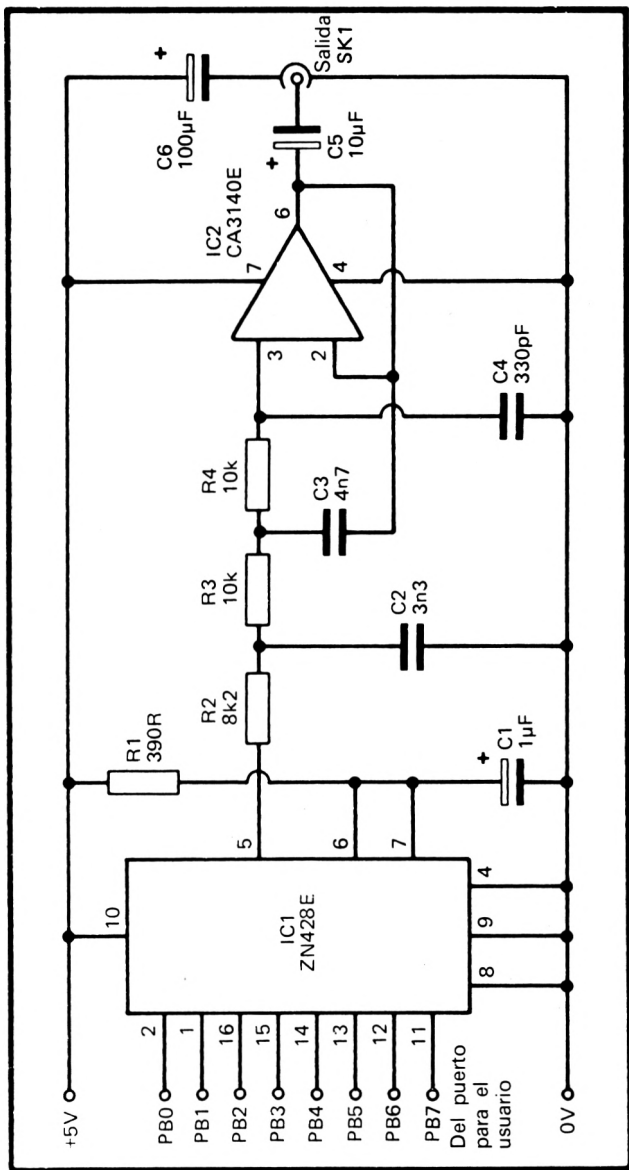 +5V
PB0
PB1
PB2
PB3
PB4
PB5
PB6
PB7
Del puerto
para el
usuario
0V
2
1
16
15
14
13
12
11
10
IC1
ZN428E
5
6
7
8
9
4
R1
390R
R2
8k2
R3
10k
R4
10k
C1
1µF
+
C2
3n3
C3
4n7
C4
330pF
IC2
CA3140E
3
2
7
4
6
+
C5
10µF
C6
100µF
+
Salida
SK1